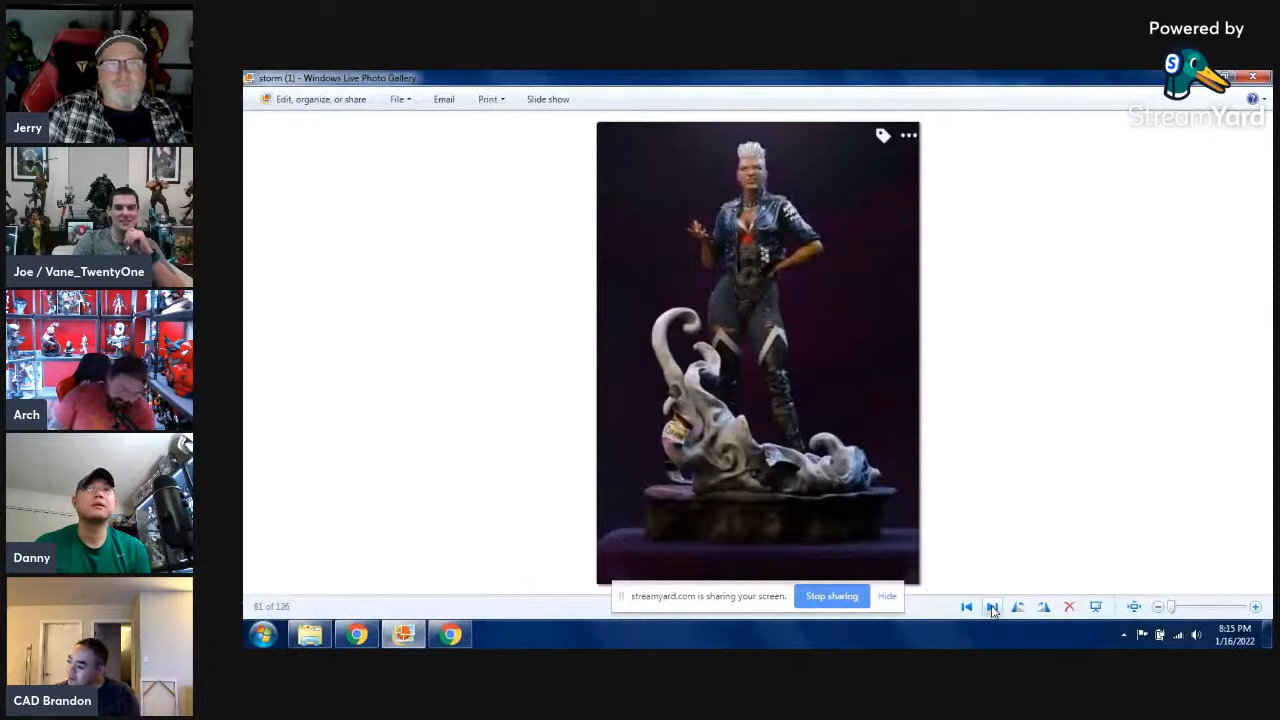 Powered by
S
StreamYard
storm (1) - Windows Live Photo Gallery
Edit, organize, or share
File
Email
Print
Slide show
Jerry
Joe / Vane_TwentyOne
Arch
Danny
CAD Brandon
streamyard.com is sharing your screen.
Stop sharing
Hide
81 of 126
8:15 PM
1/16/2022